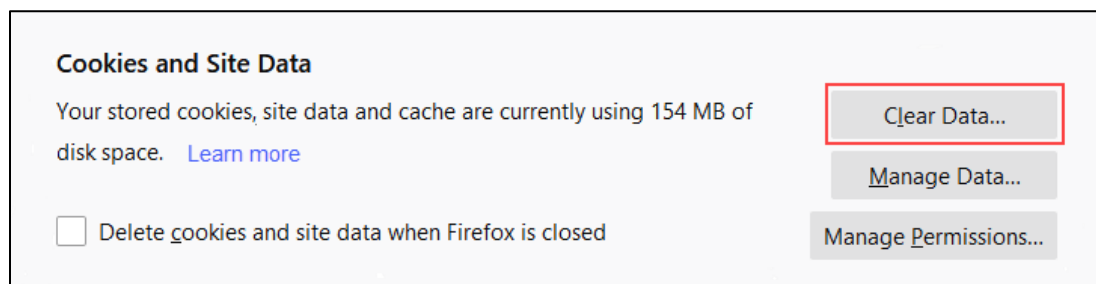 Cookies and Site Data
Your stored cookies, site data and cache are currently using 154 MB of
disk space. Learn more
Clear Data...
Manage Data...
Delete cookies and site data when Firefox is closed
Manage Permissions...